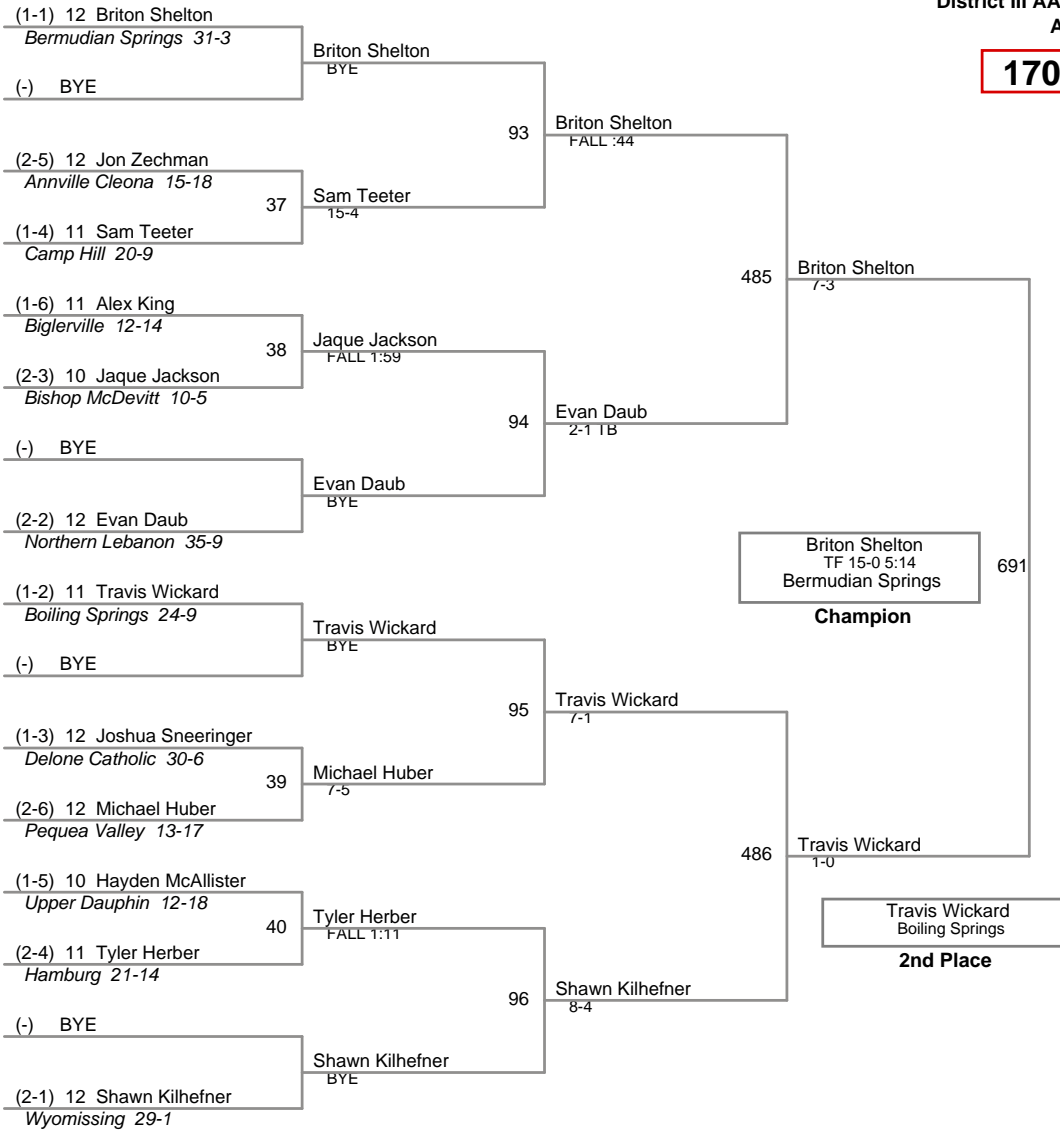 District III AA
A
170
(1-1) 12 Briton Shelton
Bermudian Springs 31-3
Briton Shelton
BYE
(-) BYE
93
Briton Shelton
FALL :44
(2-5) 12 Jon Zechman
Annville Cleona 15-18
37
Sam Teeter
15-4
(1-4) 11 Sam Teeter
Camp Hill 20-9
485
Briton Shelton
7-3
(1-6) 11 Alex King
Biglerville 12-14
38
Jaque Jackson
FALL 1:59
(2-3) 10 Jaque Jackson
Bishop McDevitt 10-5
94
Evan Daub
2-1 TB
(-) BYE
Evan Daub
BYE
(2-2) 12 Evan Daub
Northern Lebanon 35-9
Briton Shelton
TF 15-0 5:14
Bermudian Springs
Champion
691
(1-2) 11 Travis Wickard
Boiling Springs 24-9
Travis Wickard
BYE
(-) BYE
95
Travis Wickard
7-1
(1-3) 12 Joshua Sneeringer
Delone Catholic 30-6
39
Michael Huber
7-5
(2-6) 12 Michael Huber
Pequea Valley 13-17
486
Travis Wickard
1-0
(1-5) 10 Hayden McAllister
Upper Dauphin 12-18
40
Tyler Herber
FALL 1:11
(2-4) 11 Tyler Herber
Hamburg 21-14
Travis Wickard
Boiling Springs
2nd Place
96
Shawn Kilhefner
8-4
(-) BYE
Shawn Kilhefner
BYE
(2-1) 12 Shawn Kilhefner
Wyomissing 29-1